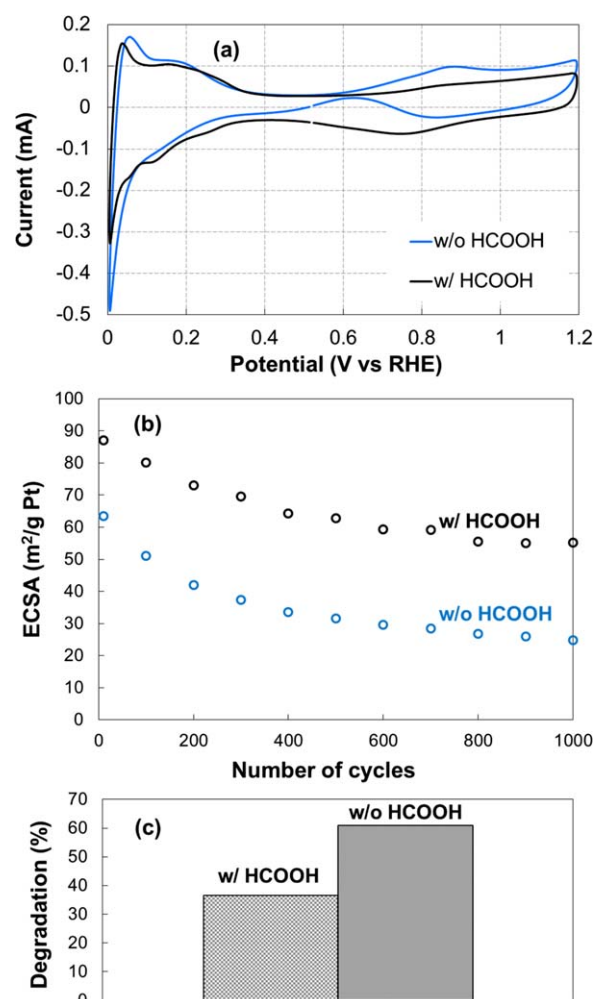 0.2
(a)
0.1
0
-0.1
-0.2
-0.3
-0.4
-0.5
Current (mA)
w/o HCOOH
w/ HCOOH
0 0.2 0.4 0.6 0.8 1 1.2
Potential (V vs RHE)
100
90
80
70
60
50
40
30
20
10
0
(b)
ECSA (m²/g Pt)
w/ HCOOH
w/o HCOOH
0 200 400 600 800 1000
Number of cycles
70
60
50
40
30
20
10
0
(c)
Degradation (%)
w/o HCOOH
w/ HCOOH